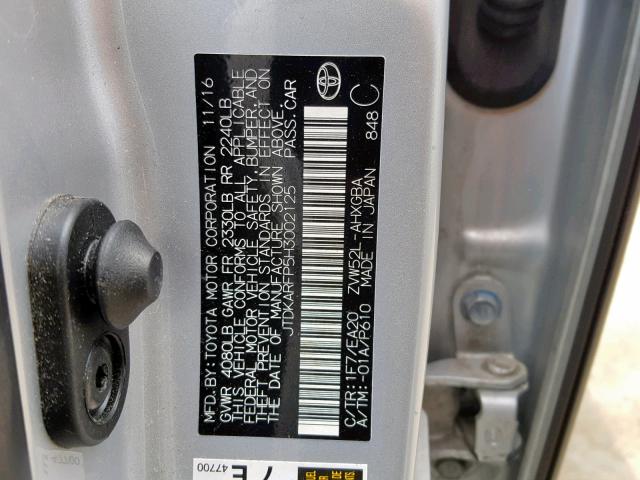 MFD. BY: TOYOTA MOTOR CORPORATION 11/16
GVWR 4080LB GAWR FR 2330LB RR 2240LB
THIS VEHICLE CONFORMS TO ALL APPLICABLE
FEDERAL MOTOR VEHICLE SAFETY, BUMPER, AND
THEFT PREVENTION STANDARDS IN EFFECT ON
THE DATE OF MANUFACTURE SHOWN ABOVE.
JTDKARFP5H3002125 PASS. CAR
C/TR: 1F7/EA20 ZVW52L-AHXGBA
A/TM: -01A/P610 MADE IN JAPAN 848 C
47700
E